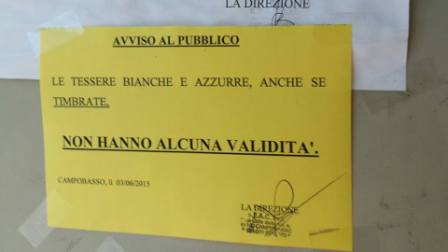 LA DIREZIONE
AVVISO AL PUBBLICO
LE TESSERE BIANCHE E AZZURRE, ANCHE SE
TIMBRATE,
NON HANNO ALCUNA VALIDITA'.
CAMPOBASSO, il 03/06/2015
LA DIREZIONE